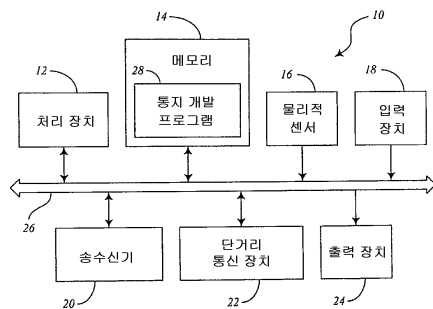 14
10
12
메모리
28
16
18
처리 장치
통지 개발
프로그램
물리적
센서
입력
장치
26
송수신기
단거리
통신 장치
출력 장치
20
22
24